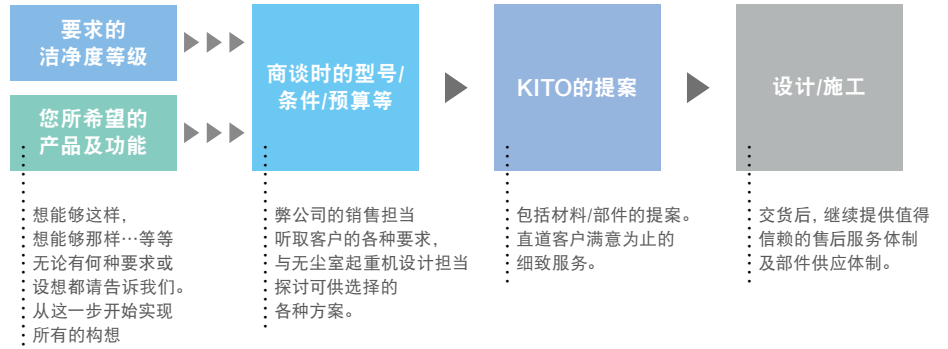 要求的
洁净度等级
您所希望的
产品及功能
想能够这样,
想能够那样…等等
无论有何种要求或
设想都请告诉我们。
从这一步开始实现
所有的构想
商谈时的型号/
条件/预算等
弊公司的销售担当
听取客户的各种要求,
与无尘室起重机设计担当
探讨可供选择的
各种方案。
KITO的提案
包括材料/部件的提案。
直道客户满意为止的
细致服务。
设计/施工
交货后, 继续提供值得
信赖的售后服务体制
及部件供应体制。